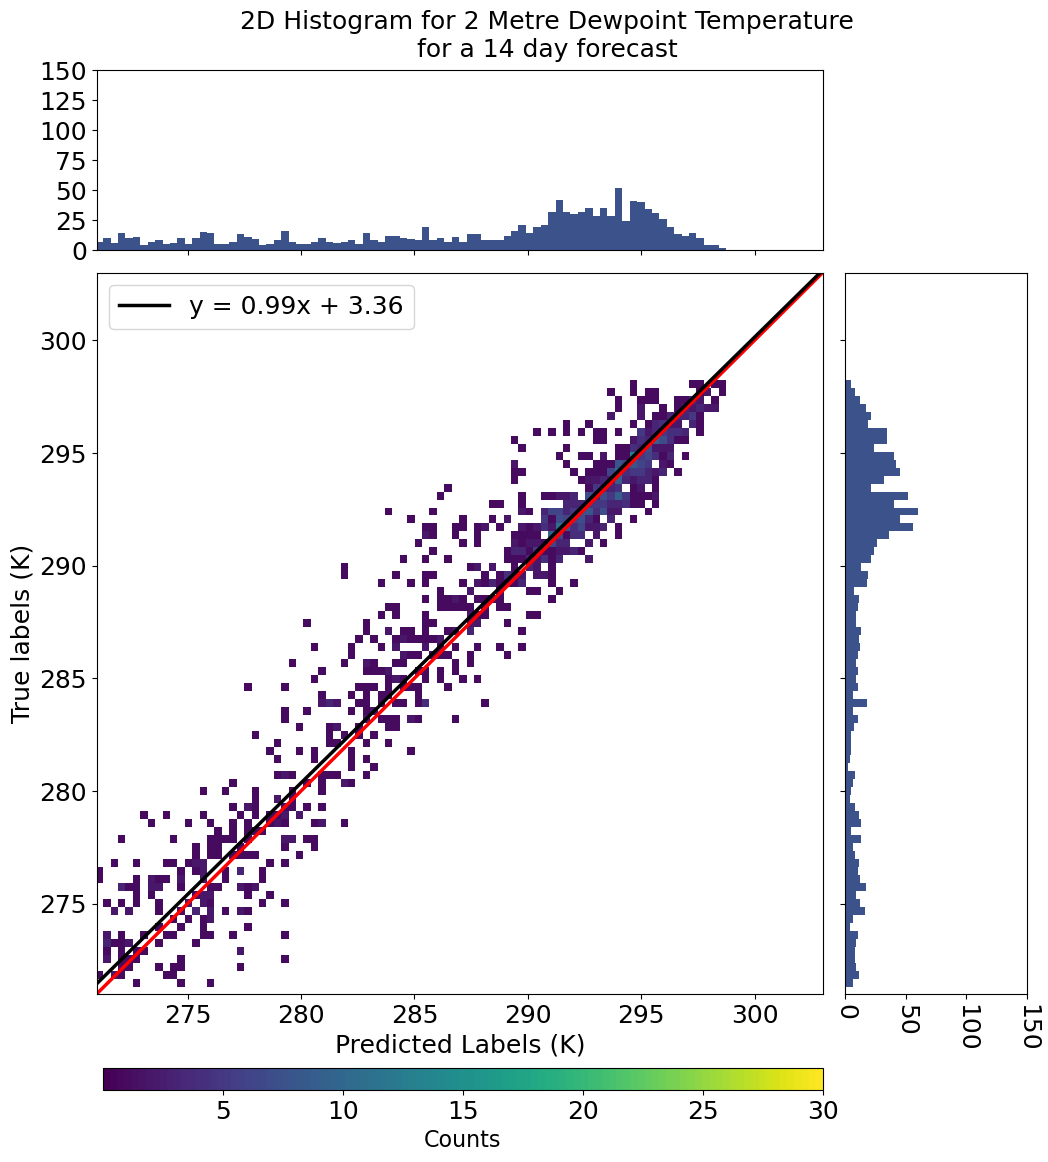 2D Histogram for 2 Metre Dewpoint Temperature
for a 14 day forecast
150
125
100
75
50
25
0
y = 0.99x + 3.36
300
295
290
285
280
275
True labels (K)
275 280 285 290 295 300
Predicted Labels (K)
0 50 100 150
5 10 15 20 25 30
Counts